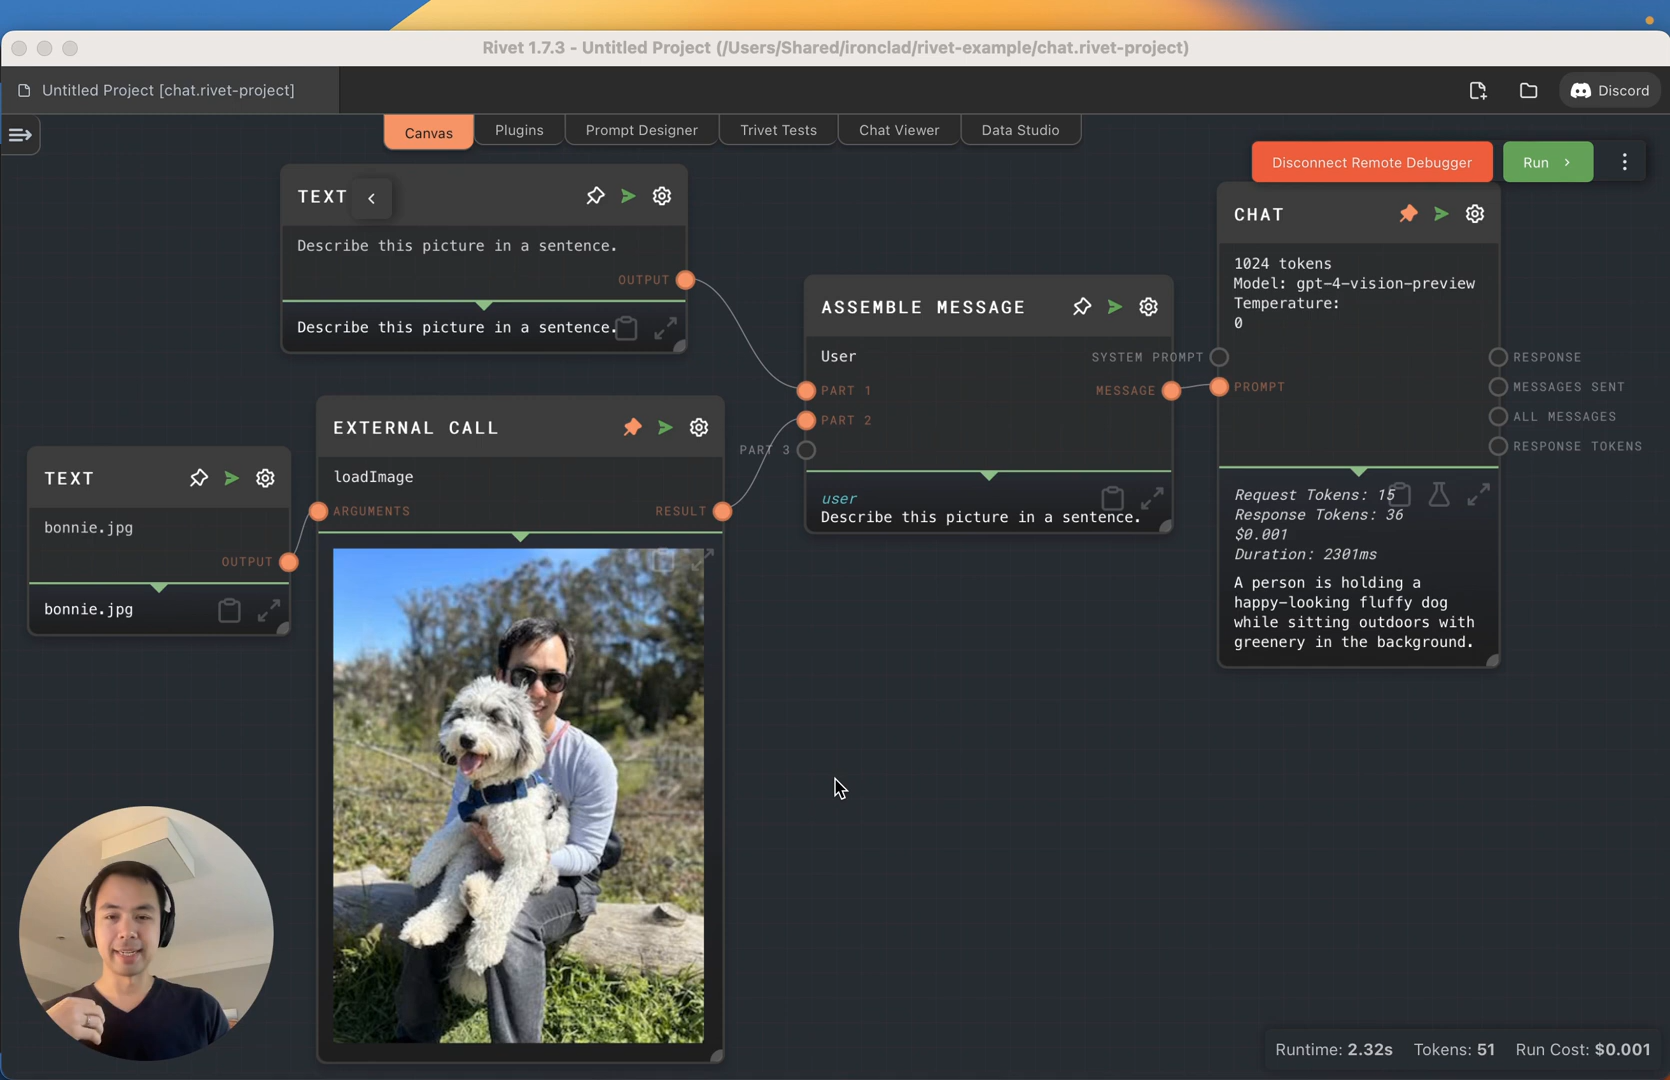 Rivet 1.7.3 - Untitled Project (/Users/Shared/ironclad/rivet-example/chat.rivet-project)
Untitled Project [chat.rivet-project]
Discord
Canvas
Plugins
Prompt Designer
Trivet Tests
Chat Viewer
Data Studio
Disconnect Remote Debugger
Run
TEXT
Describe this picture in a sentence.
OUTPUT
Describe this picture in a sentence.
TEXT
bonnie.jpg
OUTPUT
bonnie.jpg
EXTERNAL CALL
loadImage
ARGUMENTS
RESULT
ASSEMBLE MESSAGE
User
PART 1
MESSAGE
PART 2
PART 3
user
Describe this picture in a sentence.
CHAT
1024 tokens
Model: gpt-4-vision-preview
Temperature:
0
SYSTEM PROMPT
RESPONSE
PROMPT
MESSAGES SENT
ALL MESSAGES
RESPONSE TOKENS
Request Tokens: 15
Response Tokens: 36
$0.001
Duration: 2301ms
A person is holding a
happy-looking fluffy dog
while sitting outdoors with
greenery in the background.
Runtime: 2.32s Tokens: 51 Run Cost: $0.001